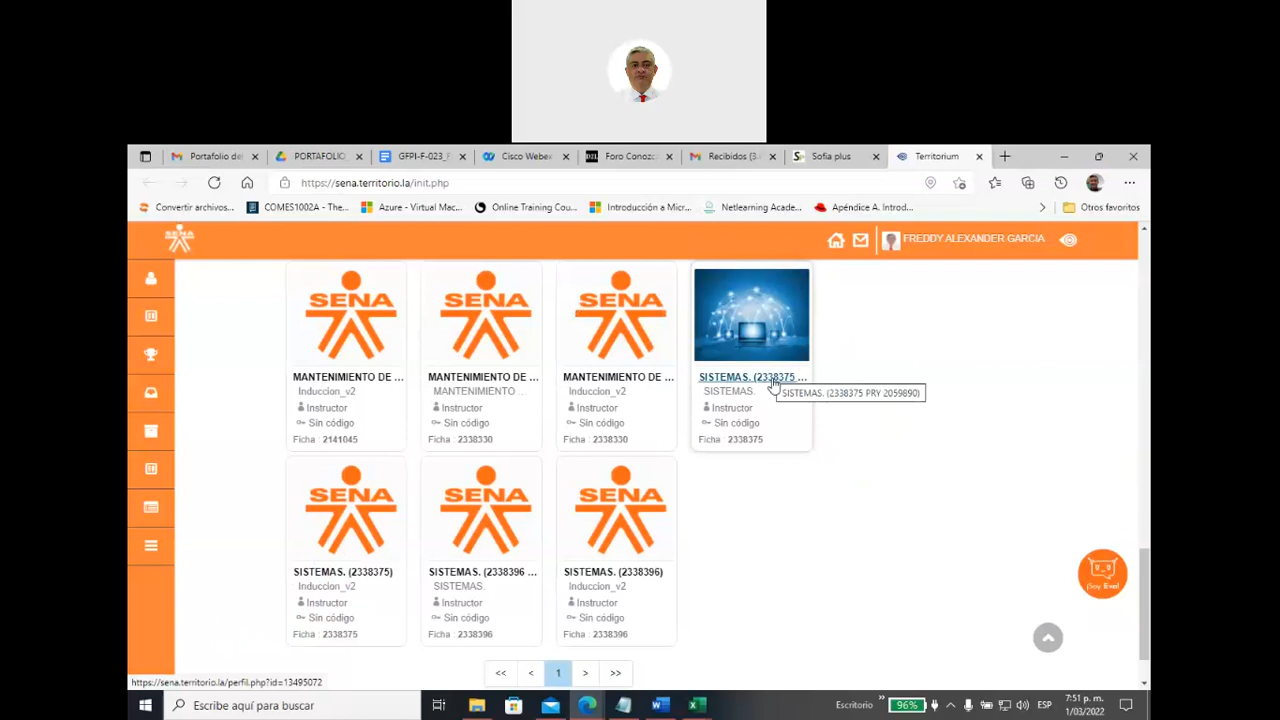 Portafolio del
PORTAFOLIO_
GFPI-F-023_F
Cisco Webex
Foro Conozc
Recibidos (3.
Sofia plus
Territorium
https://sena.territorio.la/init.php
Convertir archivos...
COMES1002A - The...
Azure - Virtual Mac...
Online Training Cou...
Introducción a Micr...
Netlearning Acade...
Apéndice A. Introd...
Otros favoritos
FREDDY ALEXANDER GARCIA
SENA
SENA
SENA
MANTENIMIENTO DE ...
MANTENIMIENTO DE ...
MANTENIMIENTO DE ...
SISTEMAS. (2338375 ...
Induccion_v2
MANTENIMIENTO ...
Induccion_v2
SISTEMAS.
SISTEMAS. (2338375 PRY 2059890)
Instructor
Instructor
Instructor
Instructor
Sin código
Sin código
Sin código
Sin código
Ficha : 2141045
Ficha : 2338330
Ficha : 2338330
Ficha : 2338375
SENA
SENA
SENA
SISTEMAS. (2338375)
SISTEMAS. (2338396 ...
SISTEMAS. (2338396)
Induccion_v2
SISTEMAS.
Induccion_v2
Instructor
Instructor
Instructor
Sin código
Sin código
Sin código
Ficha : 2338375
Ficha : 2338396
Ficha : 2338396
¡Soy Eva!
<< < 1 > >>
https://sena.territorio.la/perfil.php?id=13495072
Escribe aquí para buscar
Escritorio
96%
ESP
7:51 p. m.
1/03/2022